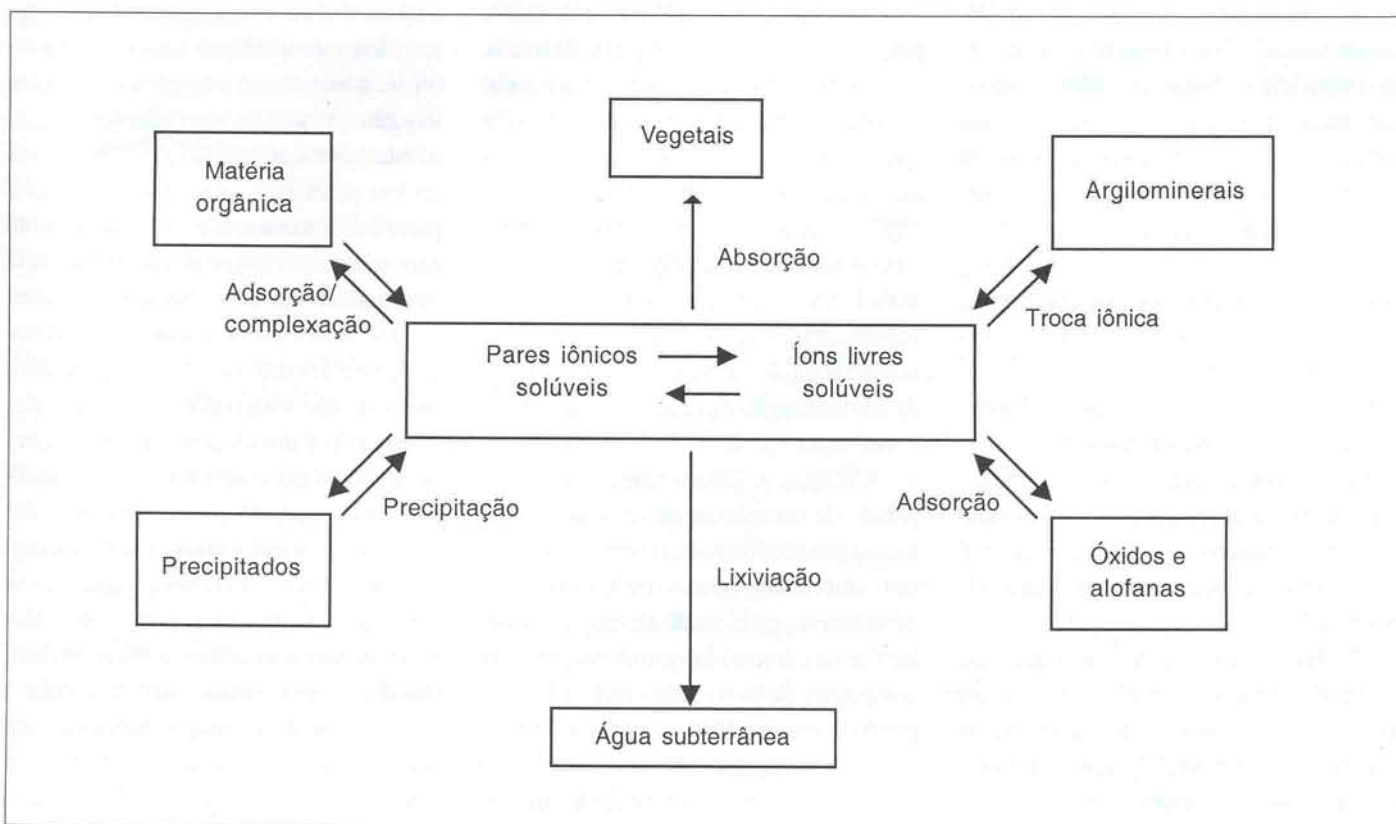 Vegetais
Matéria
orgânica
Argilominerais
Absorção
Adsorção/
complexação
Troca iônica
Pares iônicos
solúveis
Íons livres
solúveis
Precipitação
Adsorção
Precipitados
Lixiviação
Óxidos e
alofanas
Água subterrânea